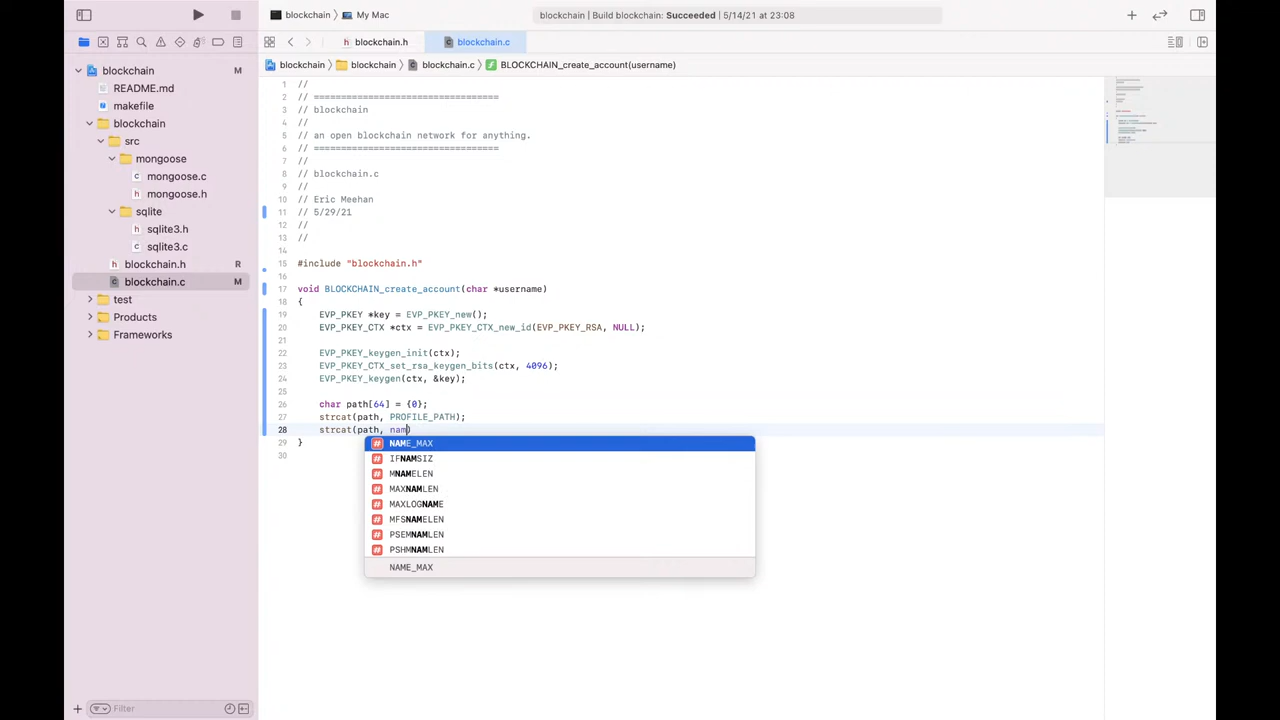 blockchain
My Mac
blockchain | Build blockchain: Succeeded | 5/14/21 at 23:08
blockchain.h
blockchain.c
blockchain
blockchain
blockchain.c
BLOCKCHAIN_create_account(username)
blockchain M
README.md
makefile
blockchain
src
mongoose
mongoose.c
mongoose.h
sqlite
sqlite3.h
sqlite3.c
blockchain.h R
blockchain.c M
test
Products
Frameworks
Filter
1 //
2 // ==================================
3 // blockchain
4 //
5 // an open blockchain network for anything.
6 // ==================================
7 //
8 // blockchain.c
9 //
10 // Eric Meehan
11 // 5/29/21
12 //
13 //
14
15 #include "blockchain.h"
16
17 void BLOCKCHAIN_create_account(char *username)
18 {
19 EVP_PKEY *key = EVP_PKEY_new();
20 EVP_PKEY_CTX *ctx = EVP_PKEY_CTX_new_id(EVP_PKEY_RSA, NULL);
21
22 EVP_PKEY_keygen_init(ctx);
23 EVP_PKEY_CTX_set_rsa_keygen_bits(ctx, 4096);
24 EVP_PKEY_keygen(ctx, &key);
25
26 char path[64] = {0};
27 strcat(path, PROFILE_PATH);
28 strcat(path, nam)
29 }
30
# NAME_MAX
# IFNAMSIZ
# MNAMELEN
# MAXNAMLEN
# MAXLOGNAME
# MFSNAMELEN
# PSEMNAMLEN
# PSHMNAMLEN
NAME_MAX